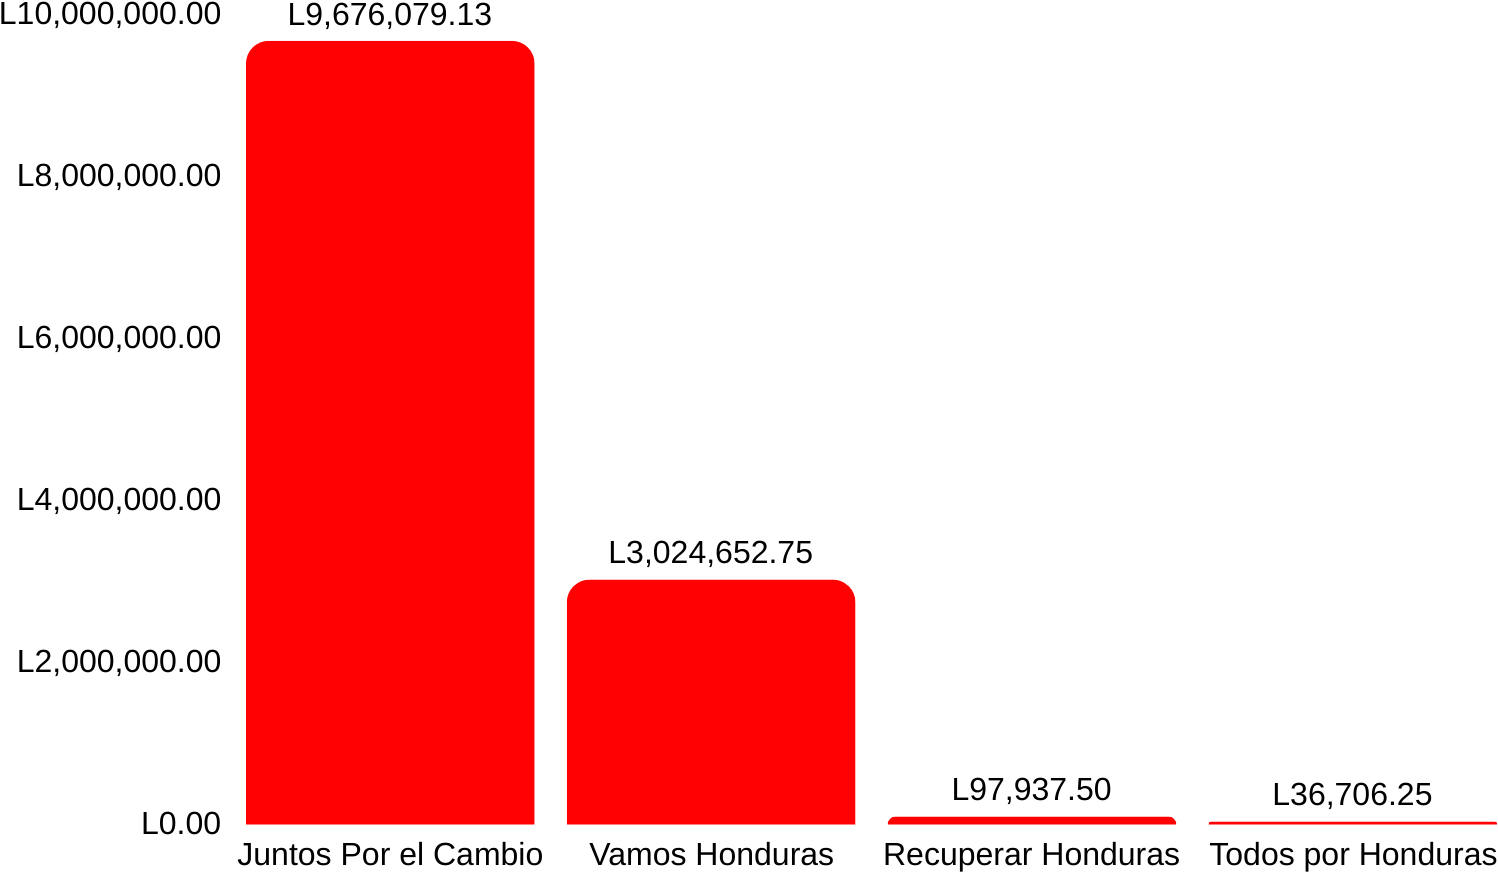 L10,000,000.00
L8,000,000.00
L6,000,000.00
L4,000,000.00
L2,000,000.00
L0.00
L9,676,079.13
L3,024,652.75
L97,937.50
L36,706.25
Juntos Por el Cambio
Vamos Honduras
Recuperar Honduras
Todos por Honduras